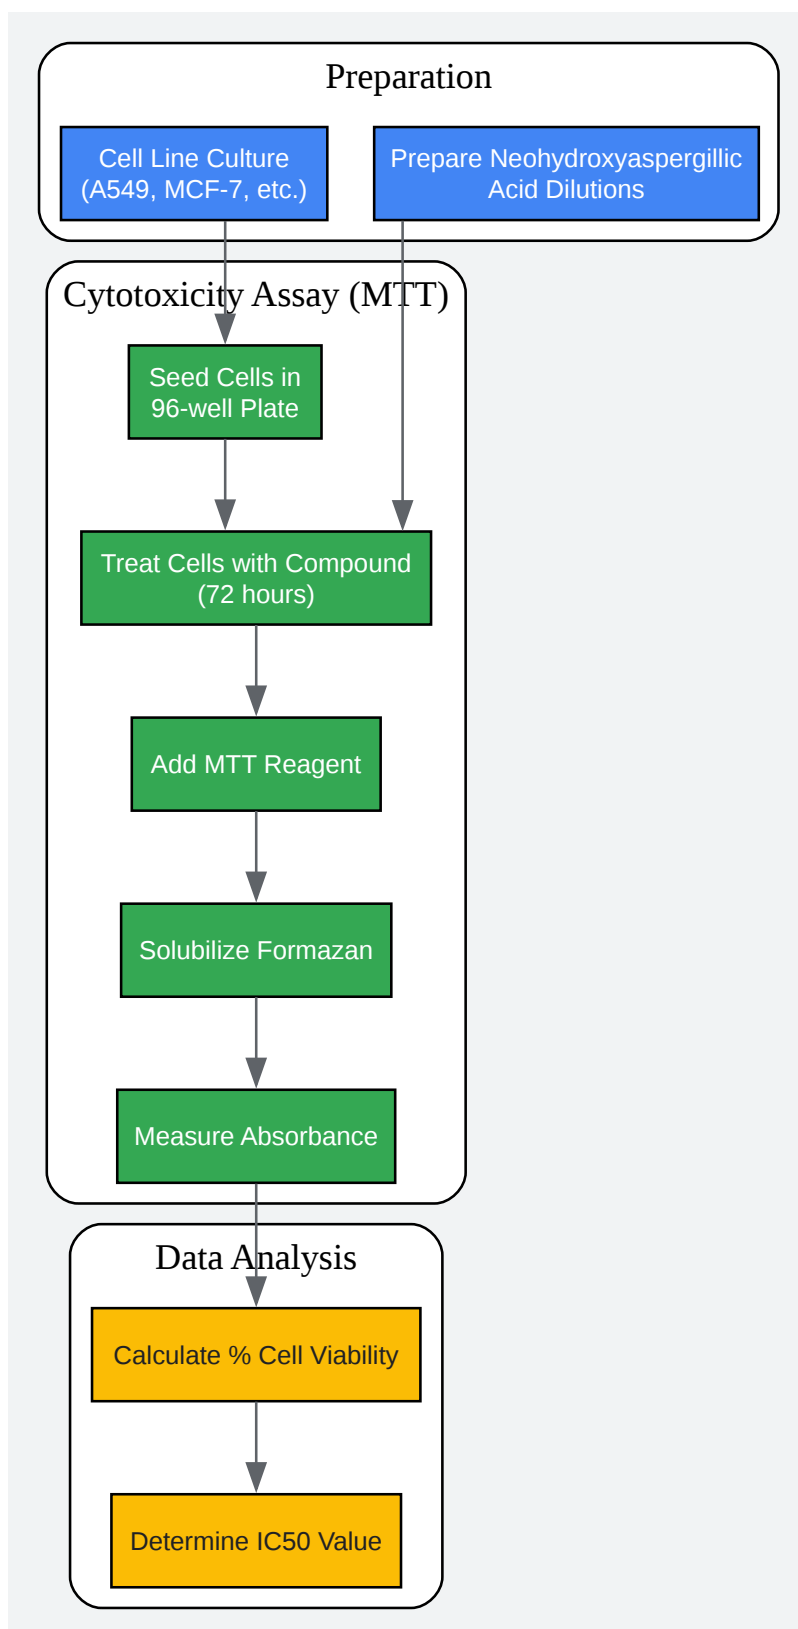 Preparation
Cell Line Culture
(A549, MCF-7, etc.)
Prepare Neohydroxyaspergillic
Acid Dilutions
Cytotoxicity Assay (MTT)
Seed Cells in
96-well Plate
Treat Cells with Compound
(72 hours)
Add MTT Reagent
Solubilize Formazan
Measure Absorbance
Data Analysis
Calculate % Cell Viability
Determine IC50 Value